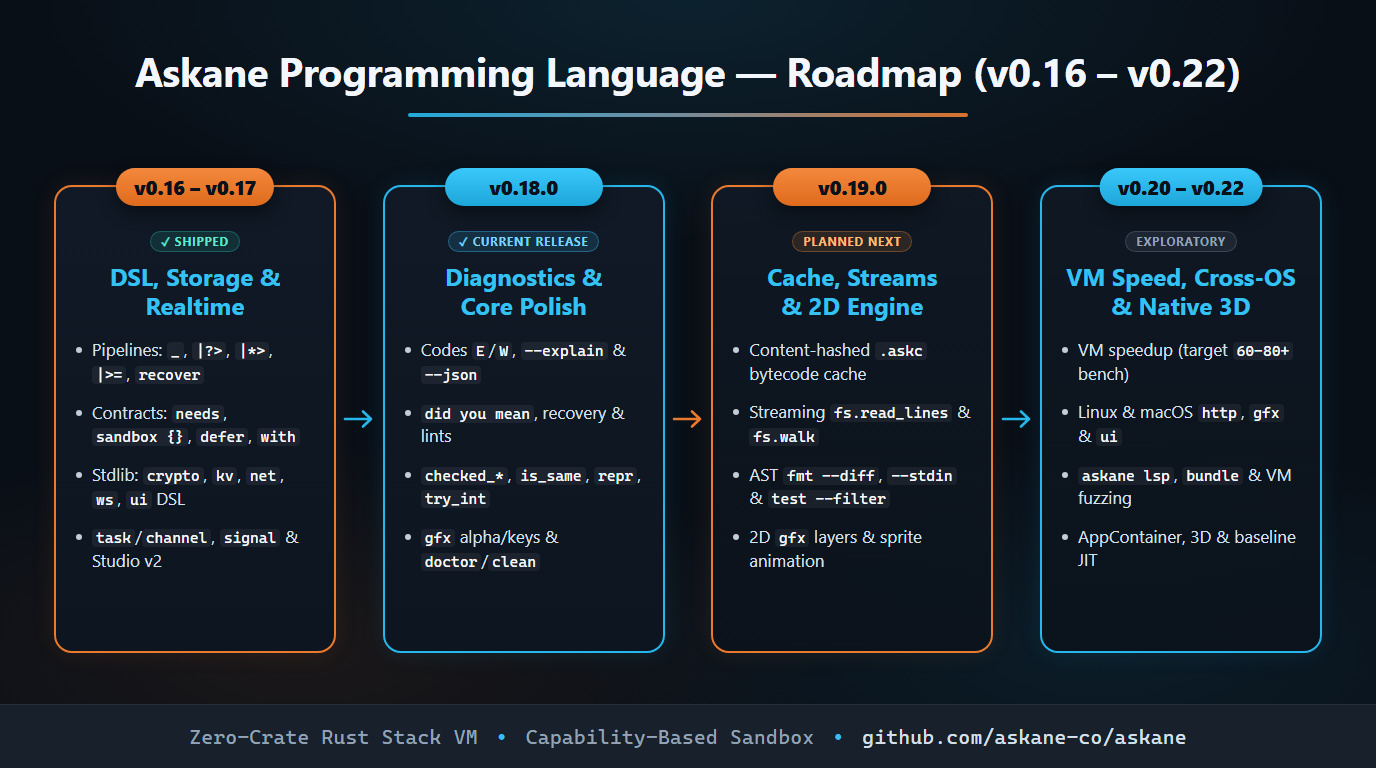 Askane Programming Language — Roadmap (v0.16 – v0.22)
v0.16 – v0.17
✓ SHIPPED
DSL, Storage &
Realtime
• Pipelines: _, |?>, |*>,
|>=, recover
• Contracts: needs,
sandbox {}, defer, with
• Stdlib: crypto, kv, net,
ws, ui DSL
• task/channel, signal &
Studio v2
v0.18.0
✓ CURRENT RELEASE
Diagnostics &
Core Polish
• Codes E/W, --explain &
--json
• did you mean, recovery &
lints
• checked_*, is_same, repr,
try_int
• gfx alpha/keys &
doctor/clean
v0.19.0
PLANNED NEXT
Cache, Streams
& 2D Engine
• Content-hashed .askc
bytecode cache
• Streaming fs.read_lines &
fs.walk
• AST fmt --diff, --stdin
& test --filter
• 2D gfx layers & sprite
animation
v0.20 – v0.22
EXPLORATORY
VM Speed, Cross-OS
& Native 3D
• VM speedup (target 60-80+
bench)
• Linux & macOS http, gfx
& ui
• askane lsp, bundle & VM
fuzzing
• AppContainer, 3D & baseline
JIT
Zero-Crate Rust Stack VM • Capability-Based Sandbox • github.com/askane-co/askane